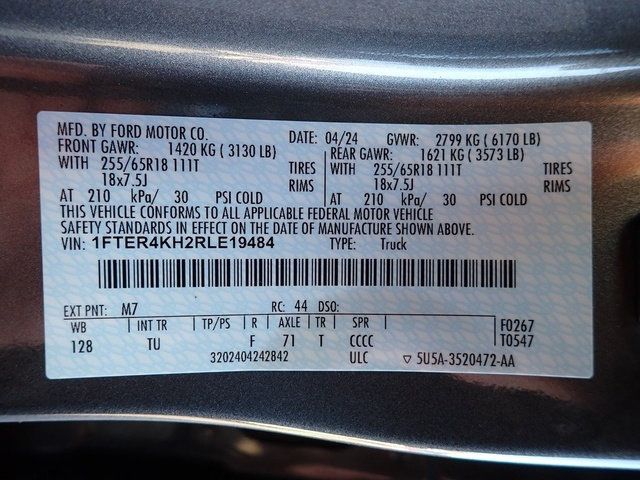 MFD. BY FORD MOTOR CO. DATE: 04/24 GVWR: 2799 KG (6170 LB)
FRONT GAWR: 1420 KG (3130 LB) REAR GAWR: 1621 KG (3573 LB)
WITH 255/65R18 111T TIRES WITH 255/65R18 111T TIRES
18x7.5J RIMS 18x7.5J RIMS
AT 210 kPa/ 30 PSI COLD AT 210 kPa/ 30 PSI COLD
THIS VEHICLE CONFORMS TO ALL APPLICABLE FEDERAL MOTOR VEHICLE
SAFETY STANDARDS IN EFFECT ON THE DATE OF MANUFACTURE SHOWN ABOVE.
VIN: 1FTER4KH2RLE19484 TYPE: Truck
EXT PNT: M7 RC: 44 DSO:
WB INT TR TP/PS R AXLE TR SPR F0267
128 TU F 71 T CCCC T0547
3202404242842 ULC ▽ 5U5A-3520472-AA